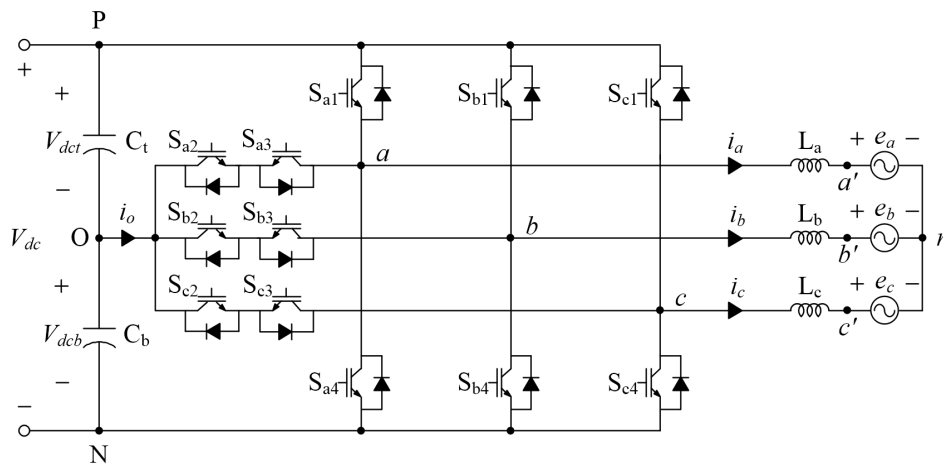 P
+
+
S_a1
S_b1
S_c1
V_dct
C_t
S_a2
S_a3
a
i_a
L_a
+ e_a −
a′
−
i_o
S_b2
S_b3
b
i_b
L_b
+ e_b −
b′
n
V_dc
O
+
S_c2
S_c3
c
i_c
L_c
+ e_c −
c′
V_dcb
C_b
−
S_a4
S_b4
S_c4
−
N